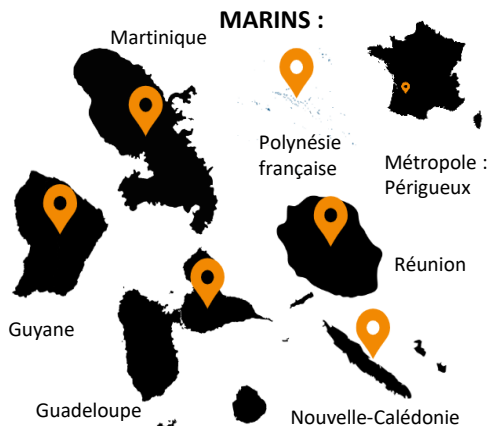 MARINS :
Martinique
Polynésie
française
Métropole :
Périgueux
Réunion
Guyane
Guadeloupe
Nouvelle-Calédonie